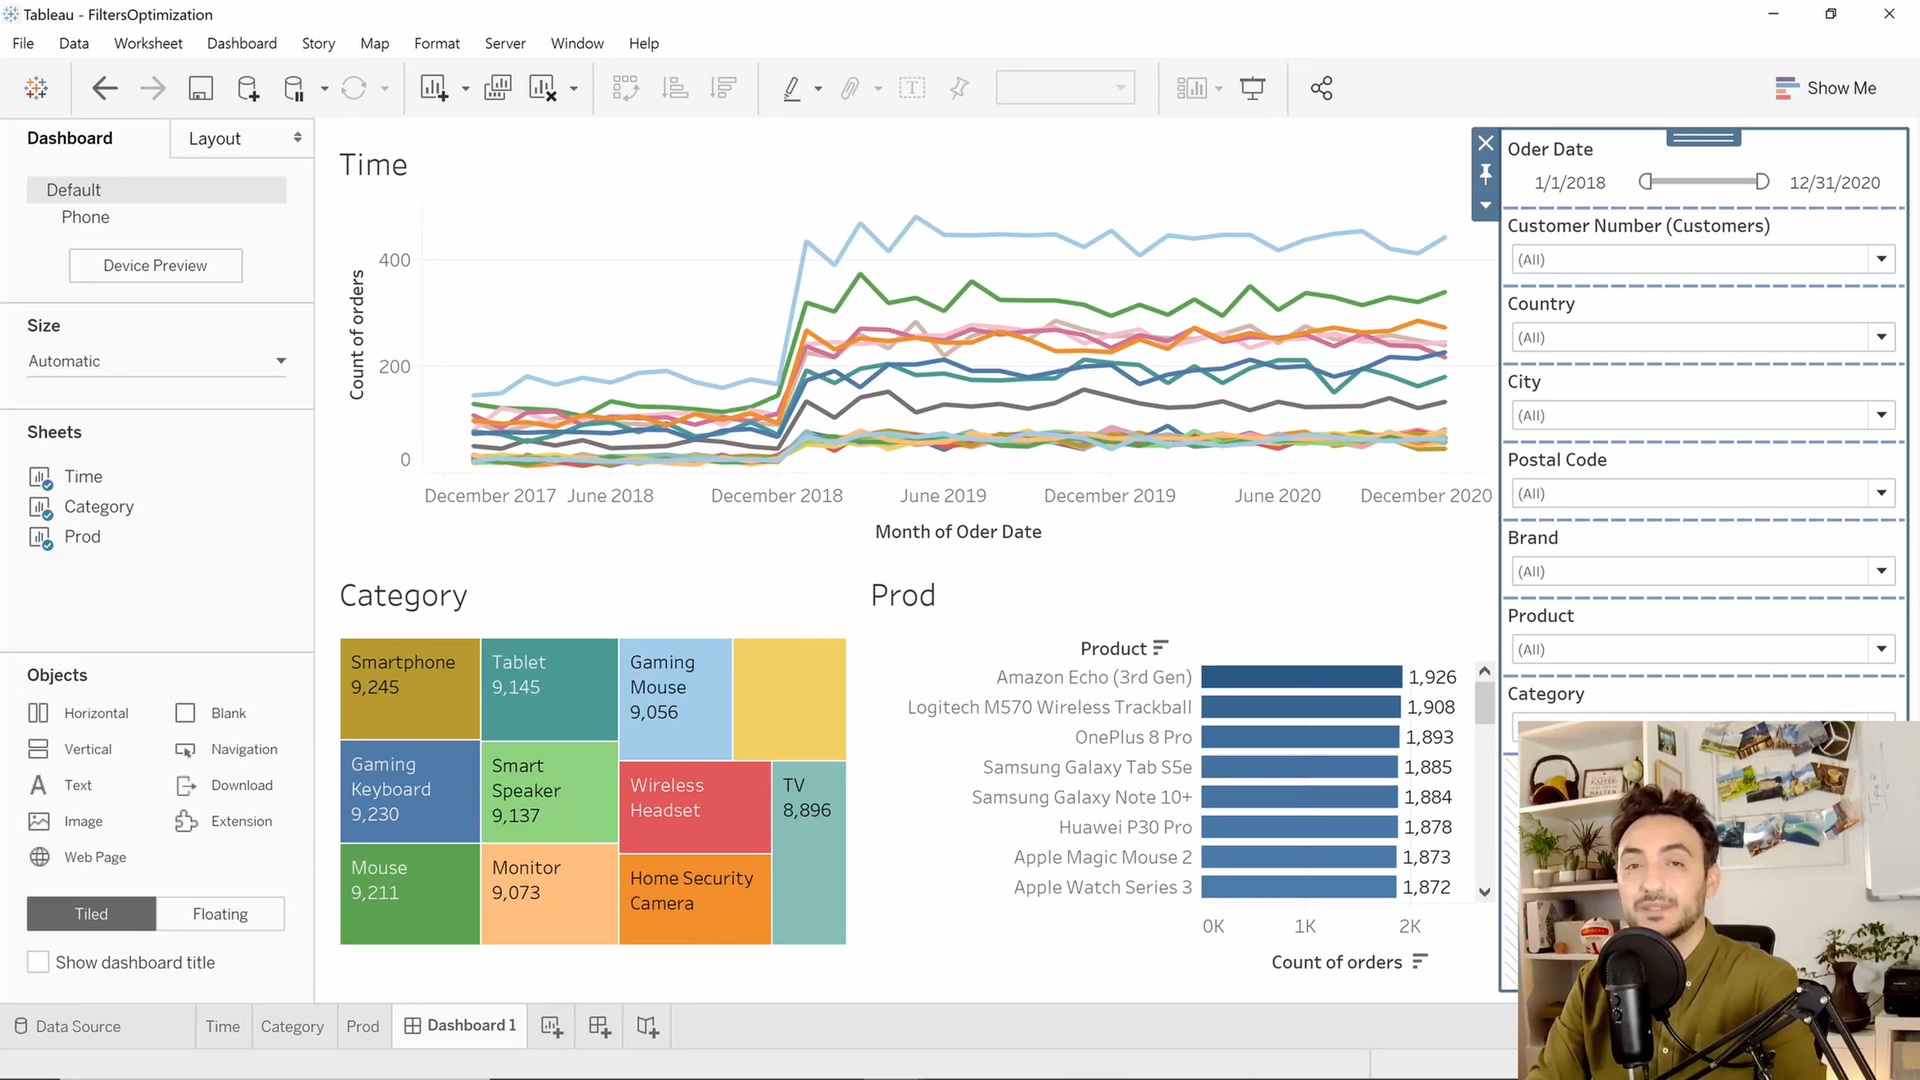 Tableau - FiltersOptimization
File Data Worksheet Dashboard Story Map Format Server Window Help
Show Me
Dashboard Layout
Default
Phone
Device Preview
Size
Automatic
Sheets
Time
Category
Prod
Objects
Horizontal Blank
Vertical Navigation
Text Download
Image Extension
Web Page
Tiled Floating
Show dashboard title
Time
Count of orders
400
200
0
December 2017 June 2018 December 2018 June 2019 December 2019 June 2020 December 2020
Month of Oder Date
Category
Smartphone
9,245
Tablet
9,145
Gaming
Mouse
9,056
Gaming
Keyboard
9,230
Smart
Speaker
9,137
Wireless
Headset
TV
8,896
Mouse
9,211
Monitor
9,073
Home Security
Camera
Prod
Product
Amazon Echo (3rd Gen) 1,926
Logitech M570 Wireless Trackball 1,908
OnePlus 8 Pro 1,893
Samsung Galaxy Tab S5e 1,885
Samsung Galaxy Note 10+ 1,884
Huawei P30 Pro 1,878
Apple Magic Mouse 2 1,873
Apple Watch Series 3 1,872
0K 1K 2K
Count of orders
Oder Date
1/1/2018 12/31/2020
Customer Number (Customers)
(All)
Country
(All)
City
(All)
Postal Code
(All)
Brand
(All)
Product
(All)
Category
Data Source Time Category Prod Dashboard 1